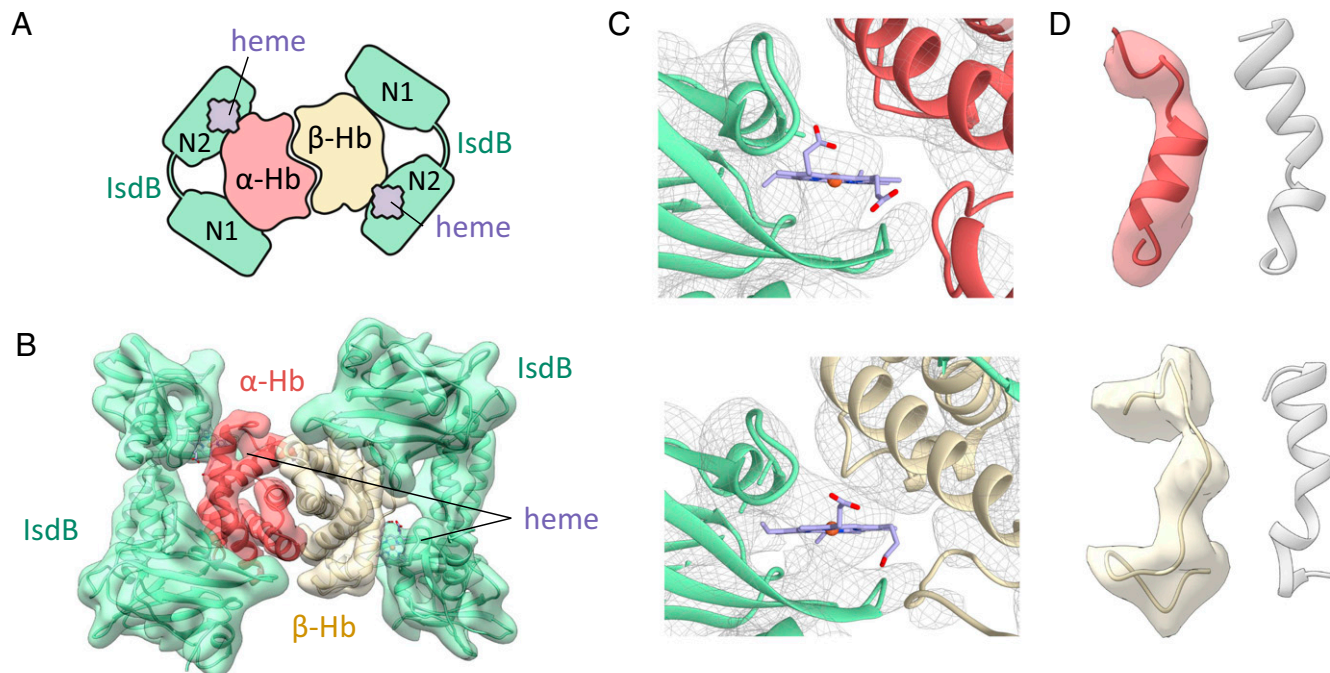 A
heme
N1
β-Hb
IsdB
N2
α-Hb
N2
IsdB
N1
heme
B
IsdB
α-Hb
heme
IsdB
β-Hb
C
D